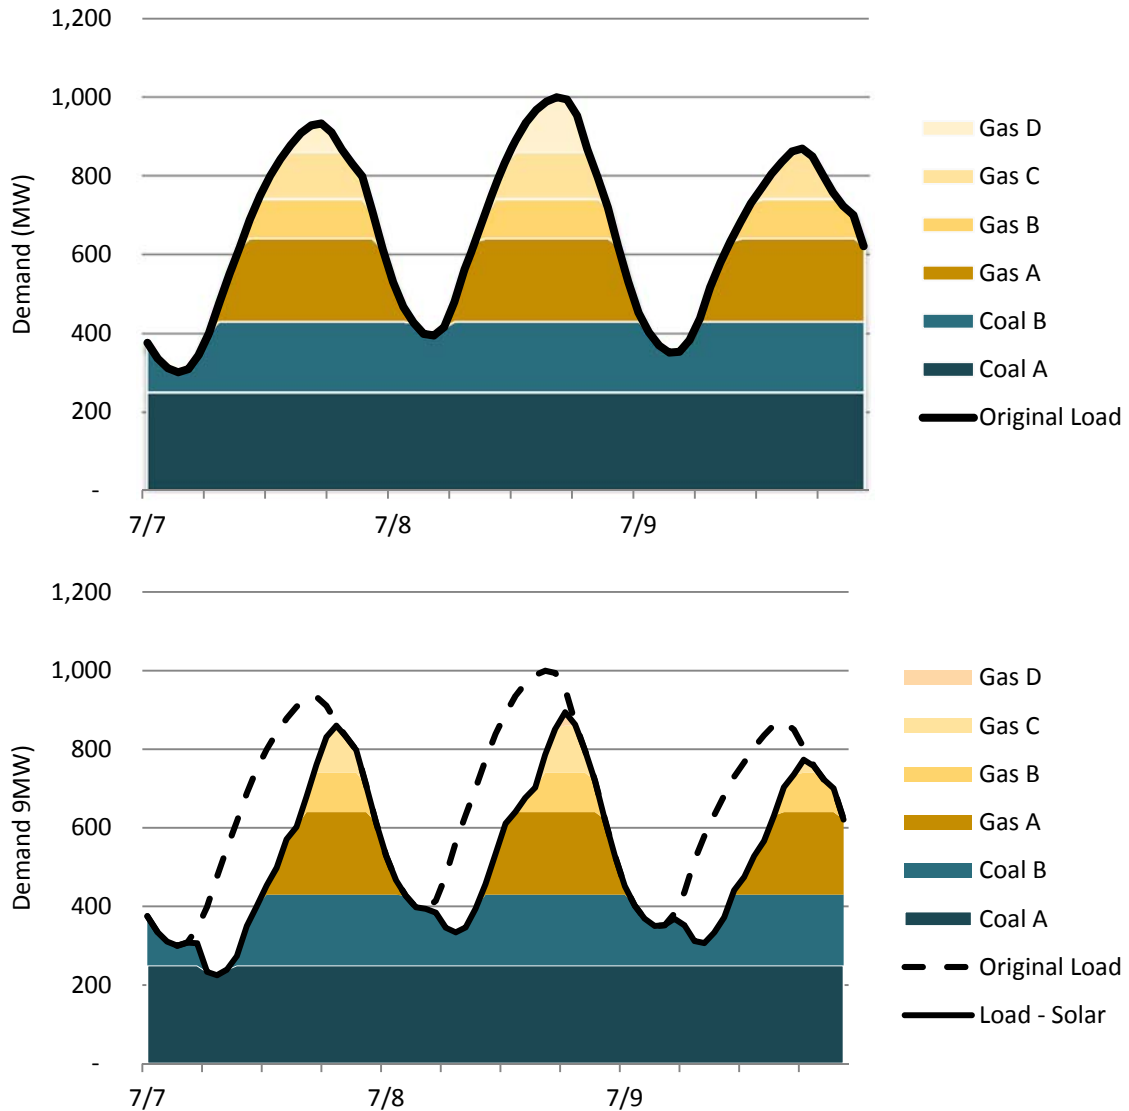 1,200
1,000
800
600
400
200
-
Demand (MW)
7/7
7/8
7/9
Gas D
Gas C
Gas B
Gas A
Coal B
Coal A
Original Load
1,200
1,000
800
600
400
200
-
Demand 9MW)
7/7
7/8
7/9
Gas D
Gas C
Gas B
Gas A
Coal B
Coal A
Original Load
Load - Solar